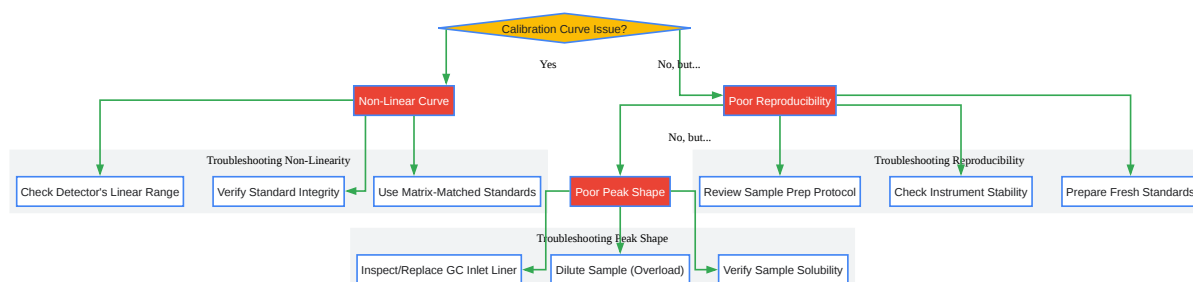 Calibration Curve Issue?
Yes
No, but...
Non-Linear Curve
Poor Reproducibility
No, but...
Troubleshooting Non-Linearity
Troubleshooting Reproducibility
Check Detector's Linear Range
Verify Standard Integrity
Use Matrix-Matched Standards
Poor Peak Shape
Review Sample Prep Protocol
Check Instrument Stability
Prepare Fresh Standards
Troubleshooting Peak Shape
Inspect/Replace GC Inlet Liner
Dilute Sample (Overload)
Verify Sample Solubility